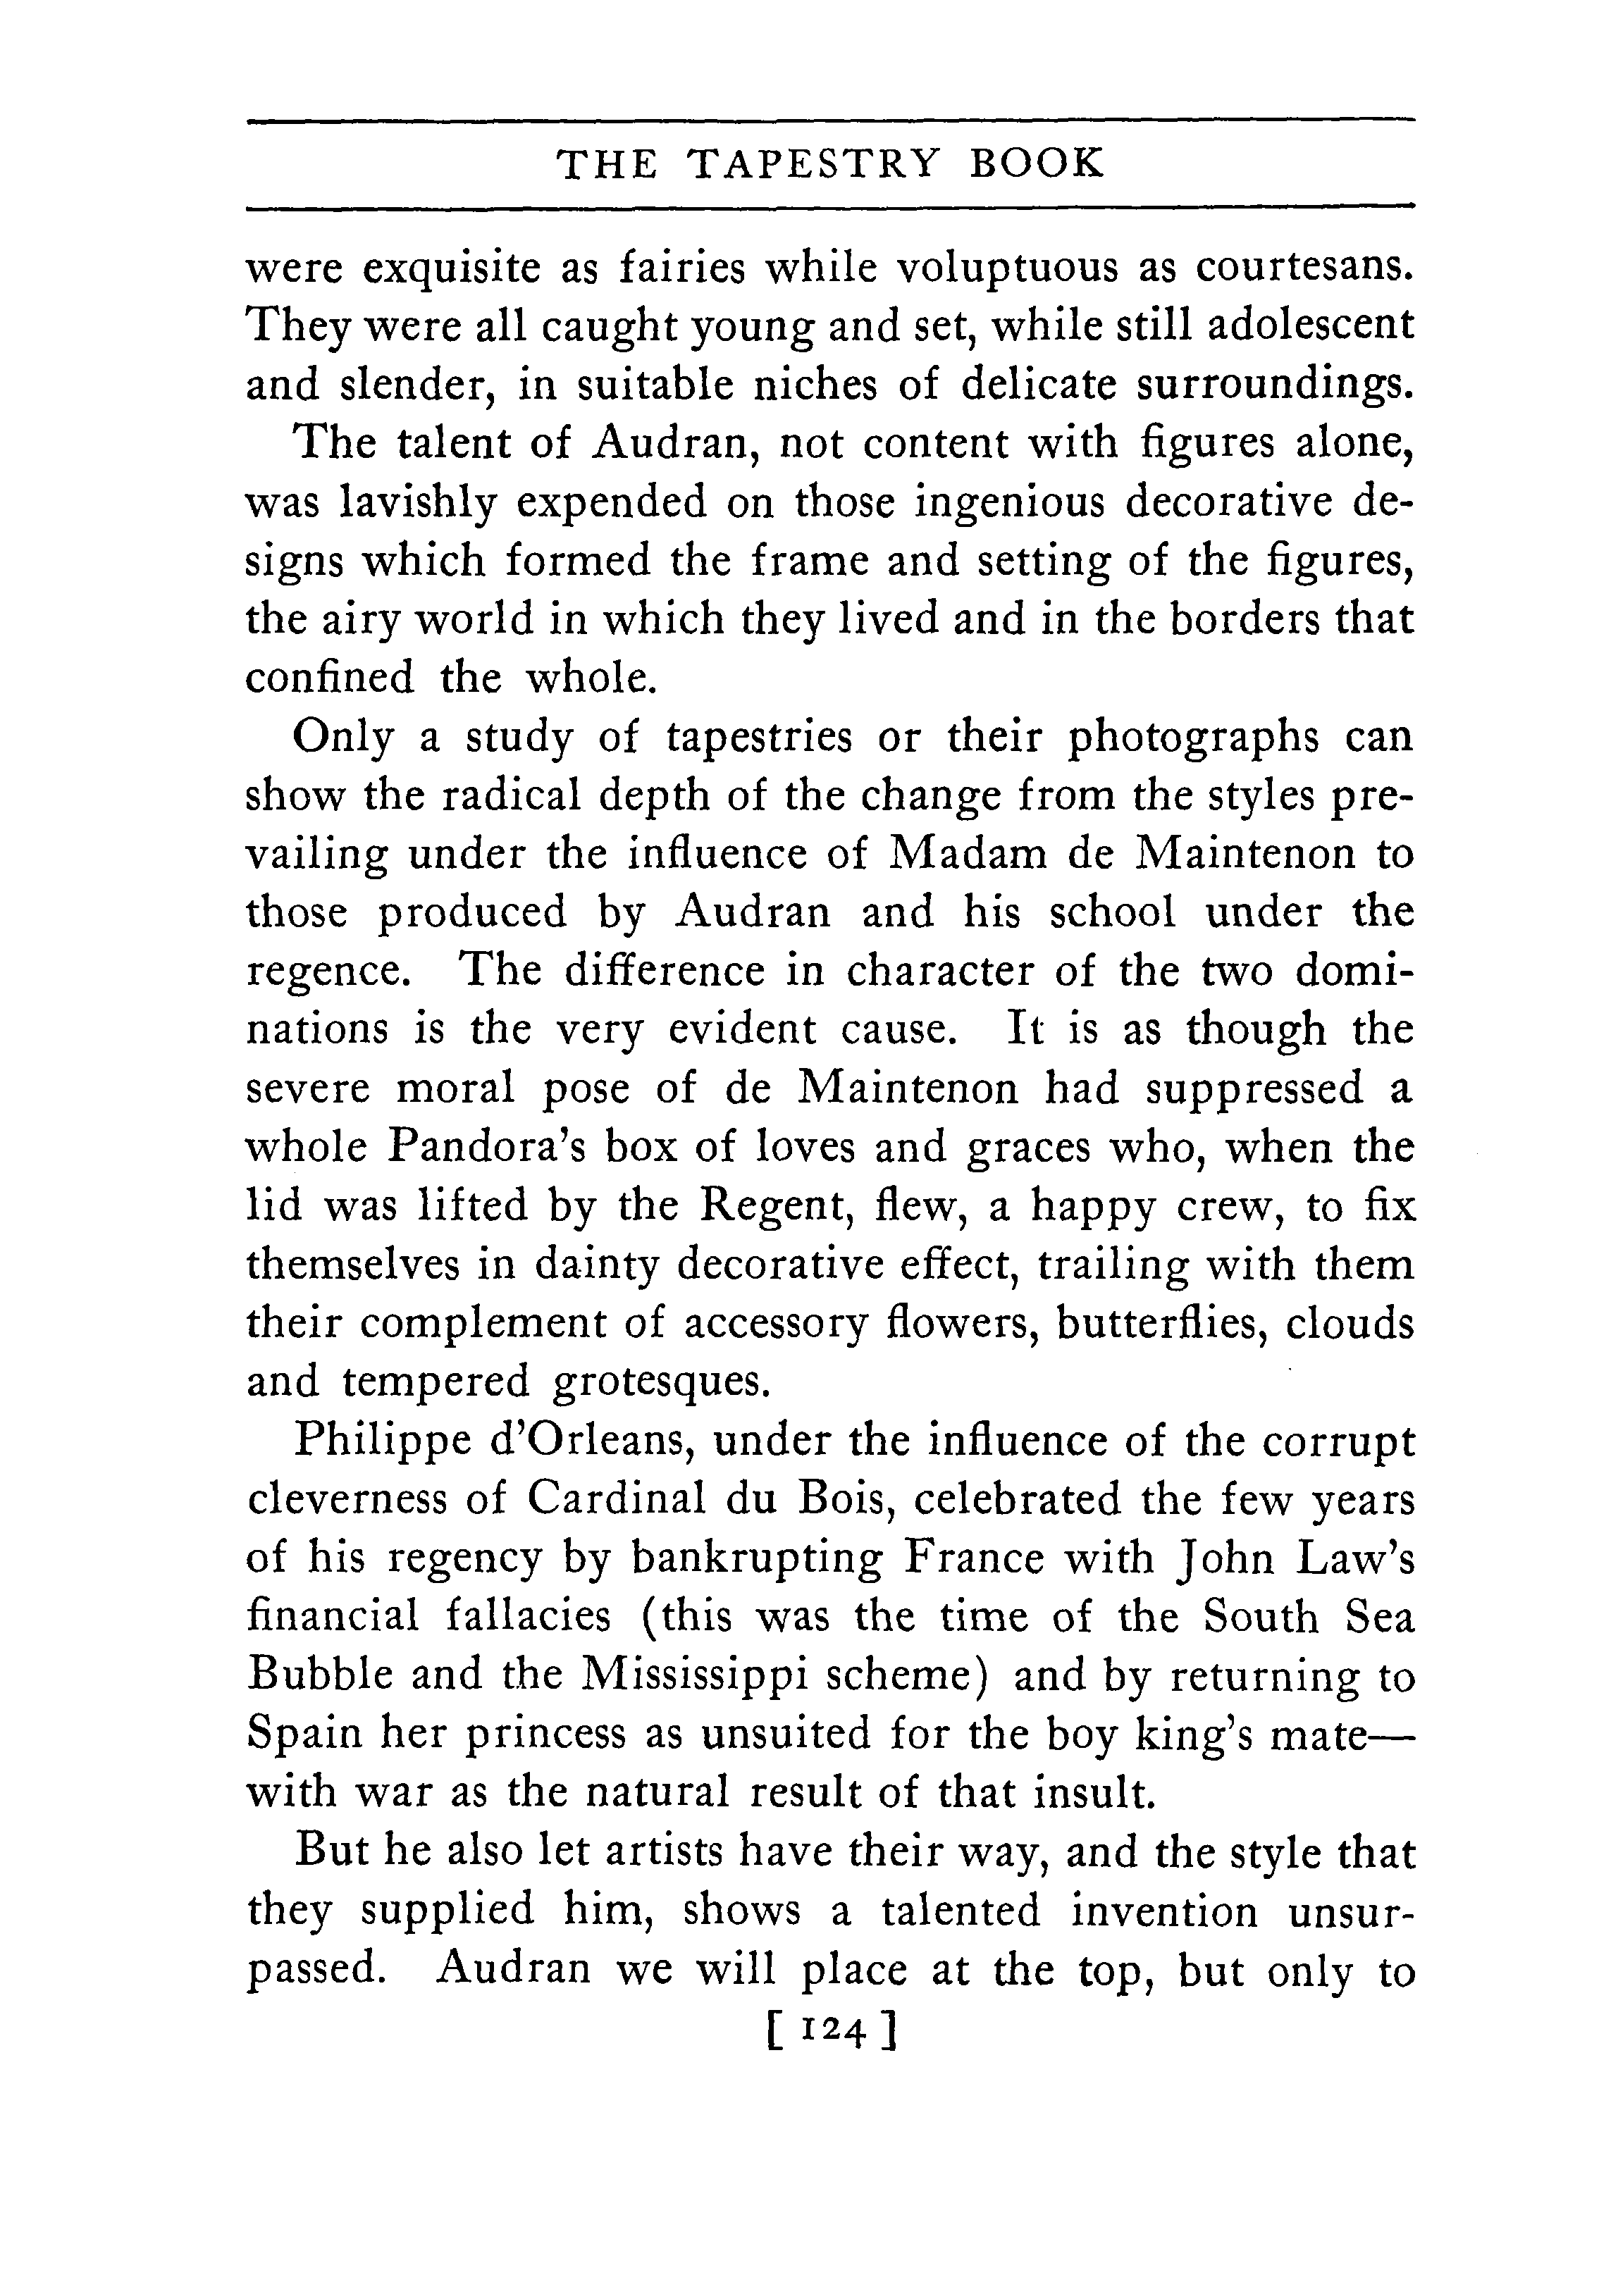 THE TAPESTRY BOOK
were exquisite as fairies while voluptuous as courtesans.
They were all caught young and set, while still adolescent
and slender, in suitable niches of delicate surroundings.
The talent of Audran, not content with figures alone,
was lavishly expended on those ingenious decorative de-
signs which formed the frame and setting of the figures,
the airy world in which they lived and in the borders that
confined the whole.
Only a study of tapestries or their photographs can
show the radical depth of the change from the styles pre-
vailing under the influence of Madam de Maintenon to
those produced by Audran and his school under the
regence. The difference in character of the two domi-
nations is the very evident cause. It is as though the
severe moral pose of de Maintenon had suppressed a
whole Pandora's box of loves and graces who, when the
lid was lifted by the Regent, flew, a happy crew, to fix
themselves in dainty decorative effect, trailing with them
their complement of accessory flowers, butterflies, clouds
and tempered grotesques.
Philippe d'Orleans, under the influence of the corrupt
cleverness of Cardinal du Bois, celebrated the few years
of his regency by bankrupting France with John Law's
financial fallacies (this was the time of the South Sea
Bubble and the Mississippi scheme) and by returning to
Spain her princess as unsuited for the boy king's mate—
with war as the natural result of that insult.
But he also let artists have their way, and the style that
they supplied him, shows a talented invention unsur-
passed. Audran we will place at the top, but only to
[ 124 ]